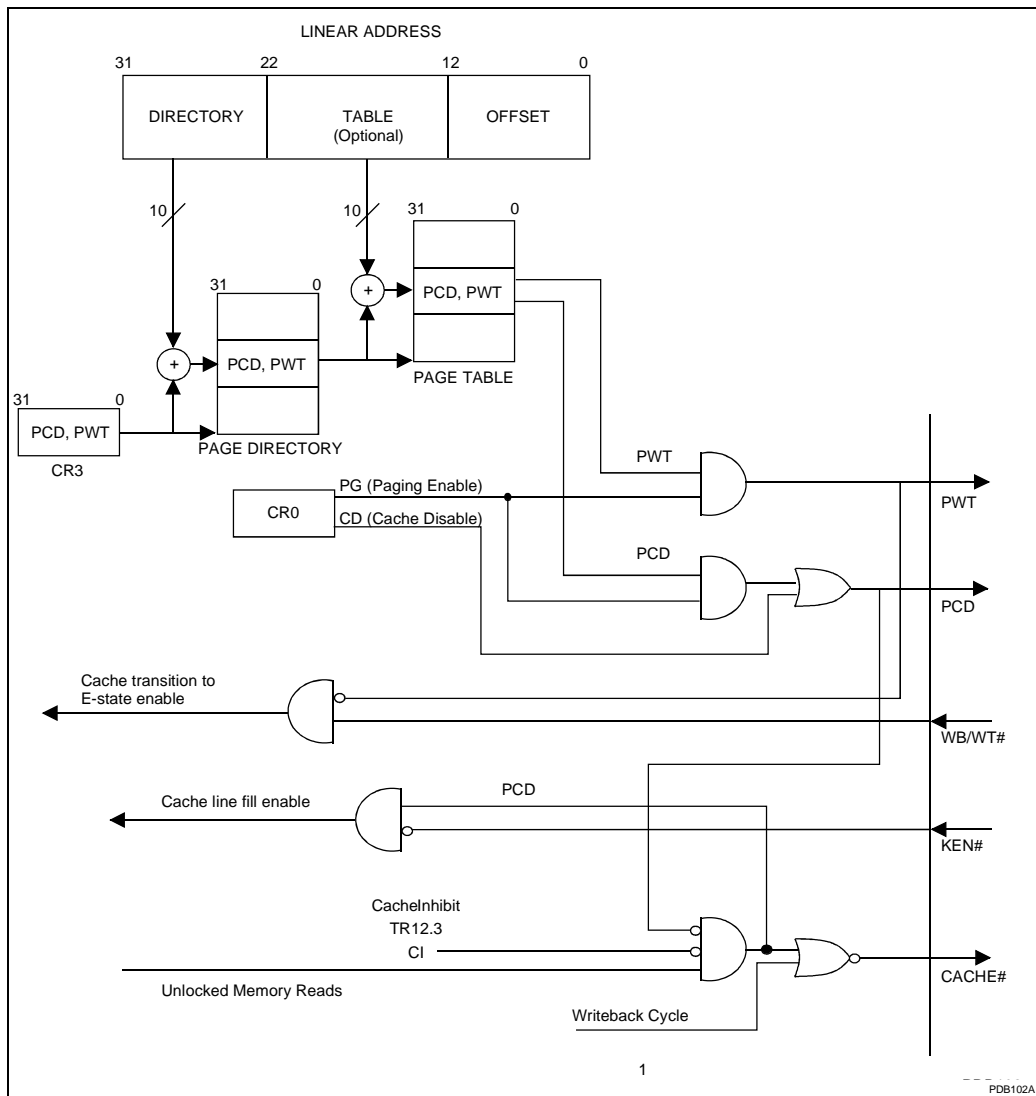 LINEAR ADDRESS
31 22 12 0
DIRECTORY
TABLE
(Optional)
OFFSET
10
10
31 0
PCD, PWT
PAGE TABLE
31 0
PCD, PWT
PAGE DIRECTORY
31 0
PCD, PWT
CR3
+
+
CR0
PG (Paging Enable)
CD (Cache Disable)
PWT
PWT
PCD
PCD
Cache transition to
E-state enable
WB/WT#
PCD
Cache line fill enable
KEN#
CacheInhibit
TR12.3
CI
Unlocked Memory Reads
CACHE#
Writeback Cycle
1
PDB102A